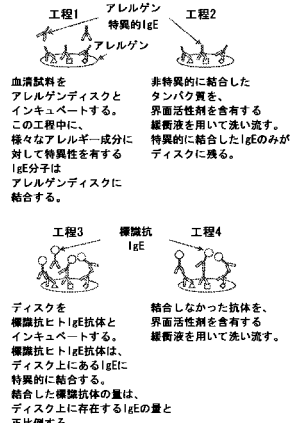 工程1
アレルゲン
特異的IgE
工程2
アレルゲン
血清試料を
アレルゲンディスクと
インキュベートする。
この工程中に、
様々なアレルギー成分に
対して特異性を有する
IgE分子は
アレルゲンディスクに
結合する。
非特異的に結合した
タンパク質を、
界面活性剤を含有する
緩衝液を用いて洗い流す。
特異的に結合したIgEのみが
ディスクに残る。
工程3
標識抗
IgE
工程4
ディスクを
標識抗ヒトIgE抗体と
インキュベートする。
標識抗ヒトIgE抗体は、
ディスク上にあるIgEに
特異的に結合する。
結合した標識抗体の量は、
ディスク上に存在するIgEの量と
正比例する。
結合しなかった抗体を、
界面活性剤を含有する
緩衝液を用いて洗い流す。